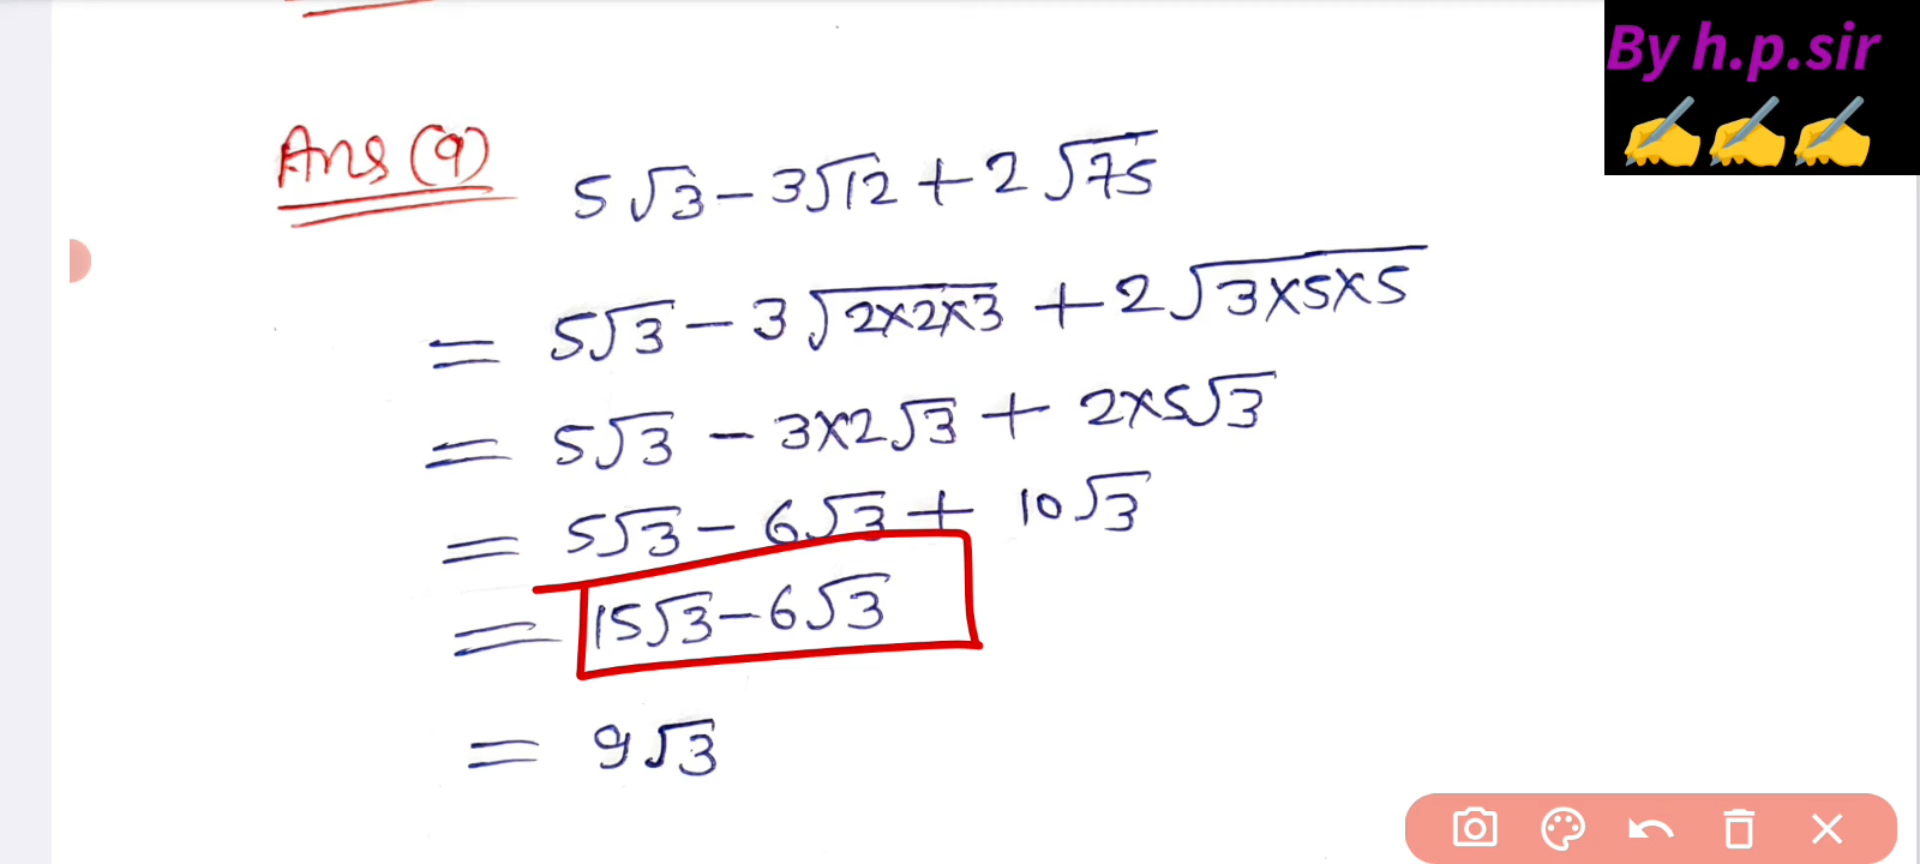 By h.p.sir
Ans (9)
5√3 - 3√12 + 2√75
= 5√3 - 3√2×2×3 + 2√3×5×5
= 5√3 - 3×2√3 + 2×5√3
= 5√3 - 6√3 + 10√3
= 15√3 - 6√3
= 9√3